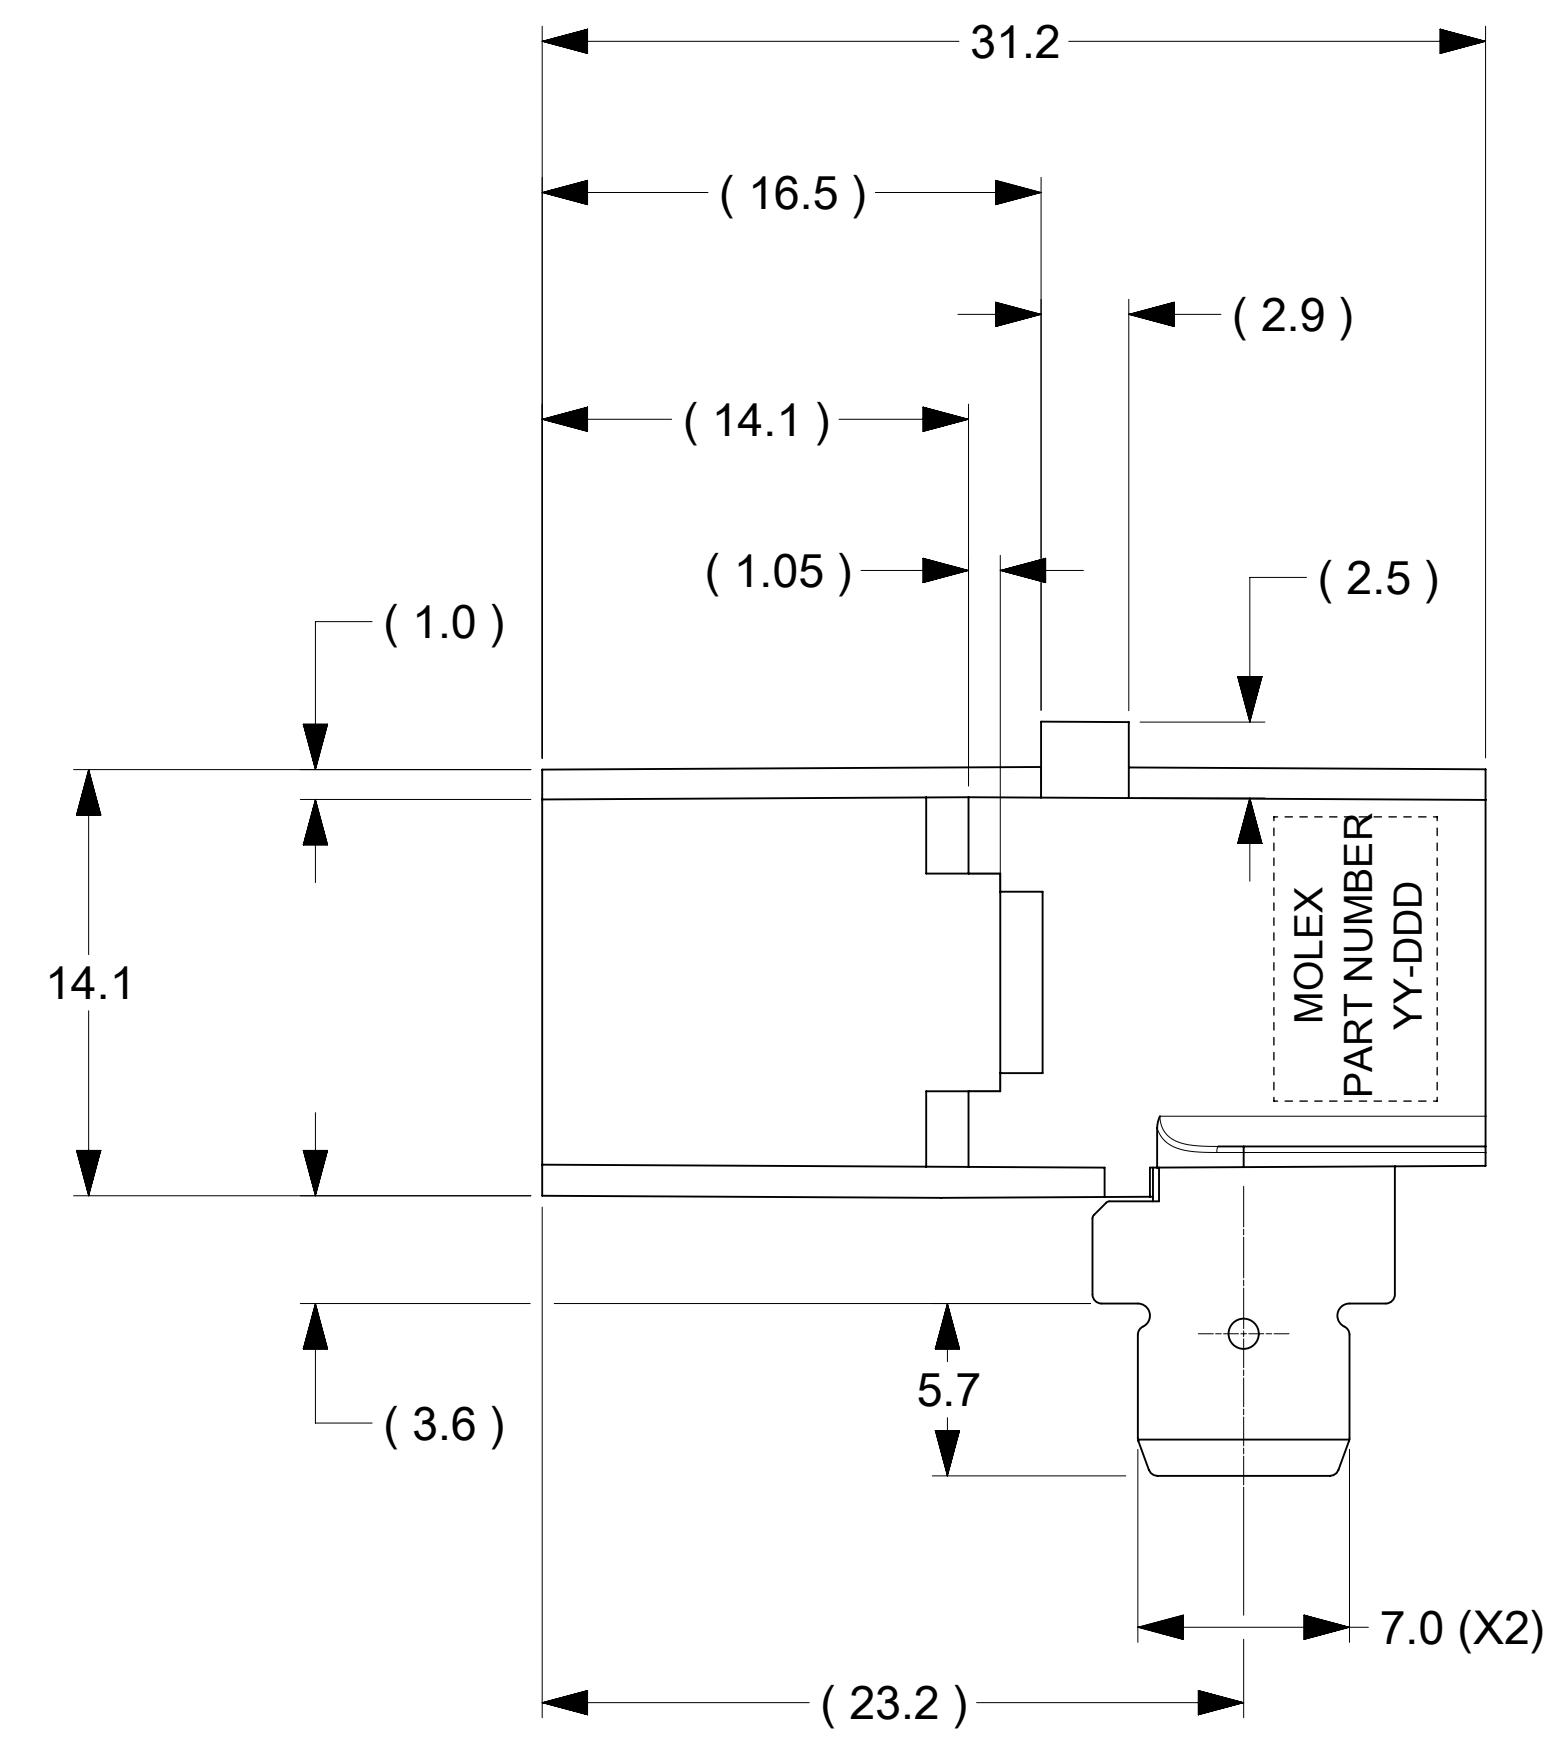 31.2
( 16.5 )
( 2.9 )
( 14.1 )
( 1.05 )
( 2.5 )
( 1.0 )
14.1
MOLEX
PART NUMBER
YY-DDD
5.7
( 3.6 )
7.0 (X2)
( 23.2 )